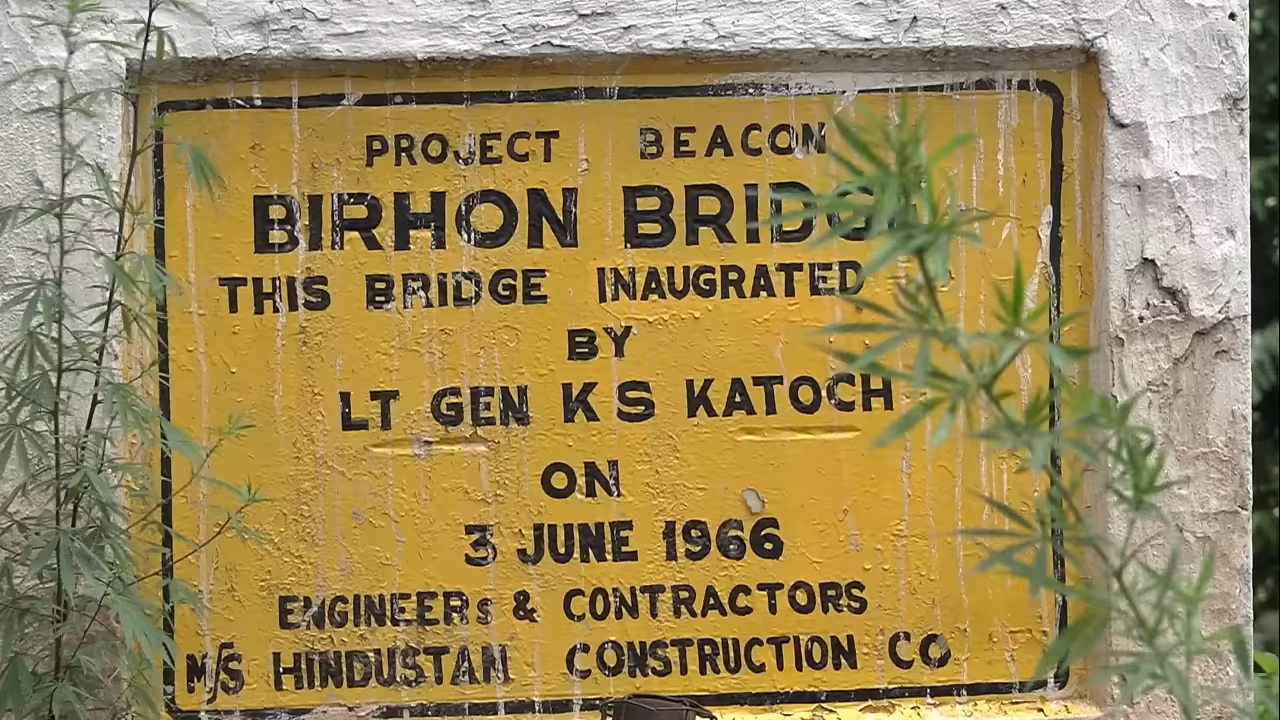 PROJECT BEACON
BIRHON BRIDGE
THIS BRIDGE INAUGRATED
BY
LT GEN K S KATOCH
ON
3 JUNE 1966
ENGINEERS & CONTRACTORS
M/S HINDUSTAN CONSTRUCTION CO